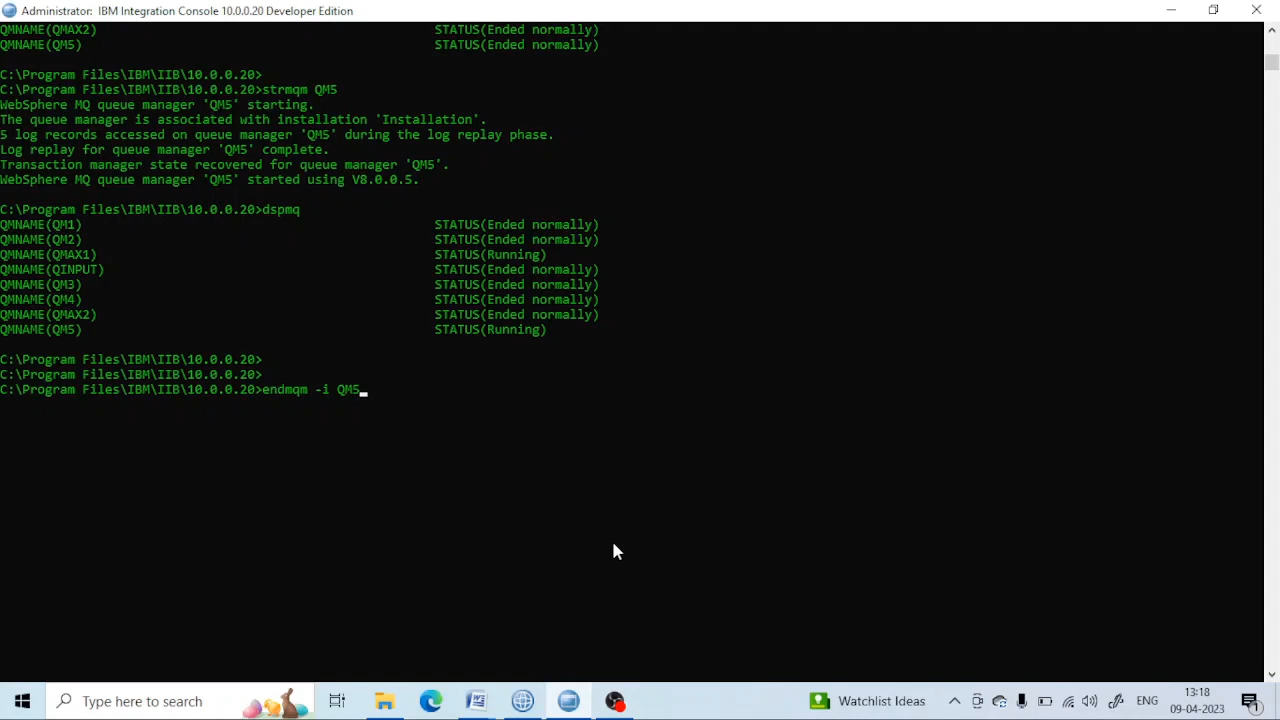 Administrator: IBM Integration Console 10.0.0.20 Developer Edition
QMNAME(QMAX2) STATUS(Ended normally)
QMNAME(QM5) STATUS(Ended normally)
C:\Program Files\IBM\IIB\10.0.0.20>
C:\Program Files\IBM\IIB\10.0.0.20>strmqm QM5
WebSphere MQ queue manager 'QM5' starting.
The queue manager is associated with installation 'Installation'.
5 log records accessed on queue manager 'QM5' during the log replay phase.
Log replay for queue manager 'QM5' complete.
Transaction manager state recovered for queue manager 'QM5'.
WebSphere MQ queue manager 'QM5' started using V8.0.0.5.
C:\Program Files\IBM\IIB\10.0.0.20>dspmq
QMNAME(QM1) STATUS(Ended normally)
QMNAME(QM2) STATUS(Ended normally)
QMNAME(QMAX1) STATUS(Running)
QMNAME(QINPUT) STATUS(Ended normally)
QMNAME(QM3) STATUS(Ended normally)
QMNAME(QM4) STATUS(Ended normally)
QMNAME(QMAX2) STATUS(Ended normally)
QMNAME(QM5) STATUS(Running)
C:\Program Files\IBM\IIB\10.0.0.20>
C:\Program Files\IBM\IIB\10.0.0.20>
C:\Program Files\IBM\IIB\10.0.0.20>endmqm -i QM5
Type here to search
Watchlist Ideas
ENG
3:18
09-04-2023
1